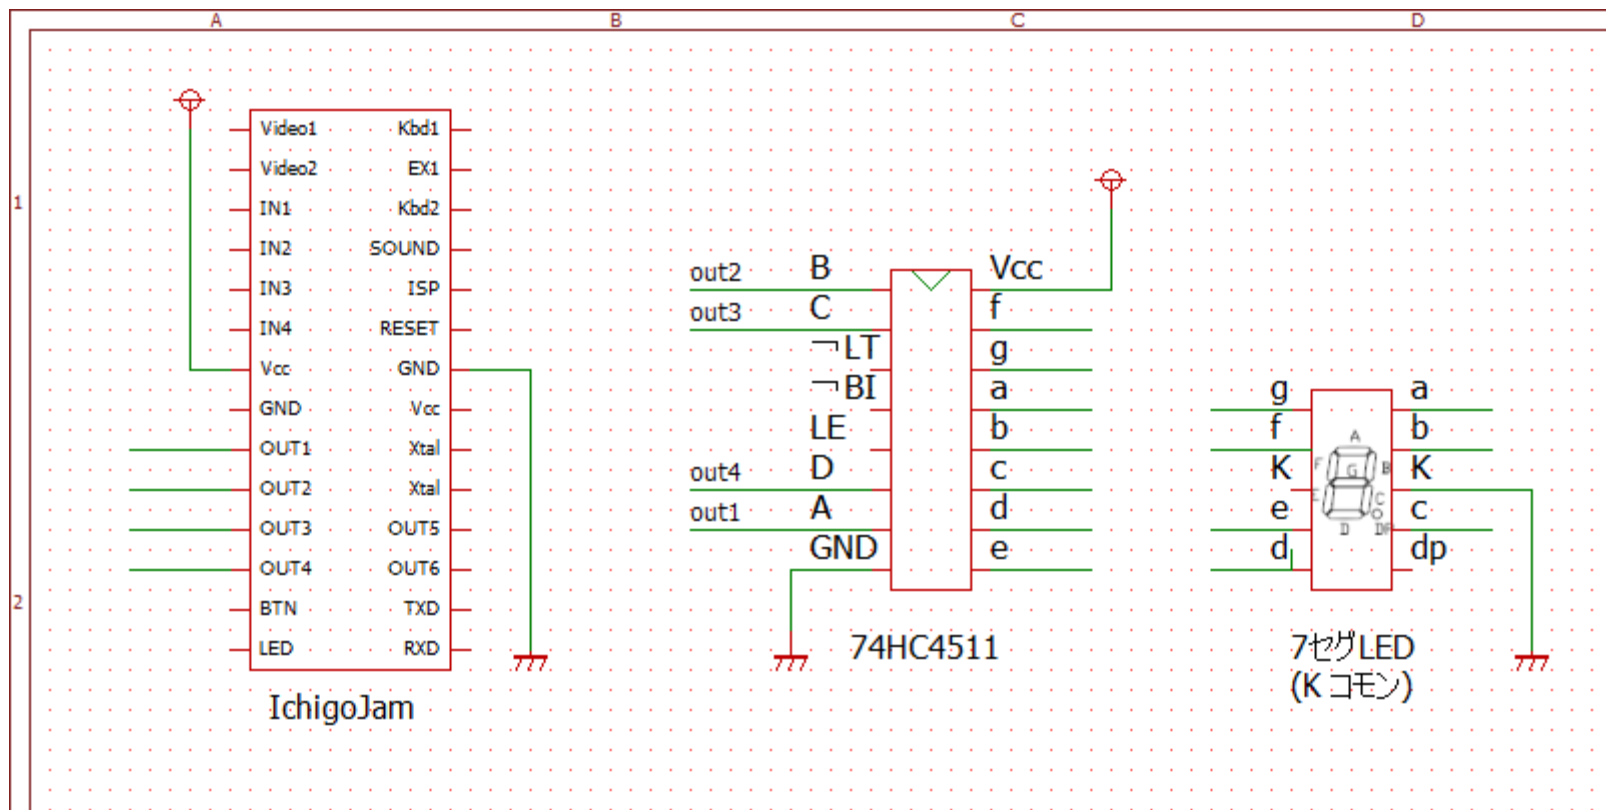 A B C D
1
2
Video1 Kbd1
Video2 EX1
IN1 Kbd2
IN2 SOUND
IN3 ISP
IN4 RESET
Vcc GND
GND Vcc
OUT1 Xtal
OUT2 Xtal
OUT3 OUT5
OUT4 OUT6
BTN TXD
LED RXD
IchigoJam
out2 B Vcc
out3 C f
¬LT g
¬BI a
LE b
out4 D c
out1 A d
GND e
74HC4511
g a
f b
K K
e c
d dp
A
F G B
E C
D DP
7セグLED
(K コモン)